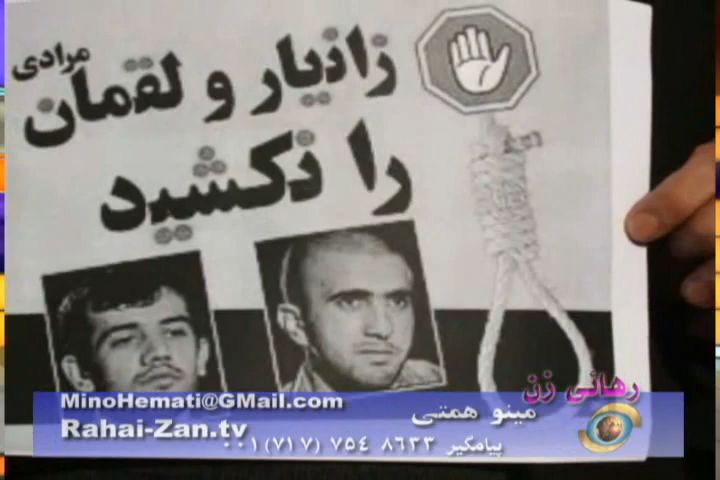 زانیار و لقمان مرادی
را نکشید
رهائی زن
MinoHemati@GMail.com
مینو همتی
Rahai-Zan.tv
پیامگیر ۸۶۳۳ ۷۵۴ (۷۱۷) ۰۰۱